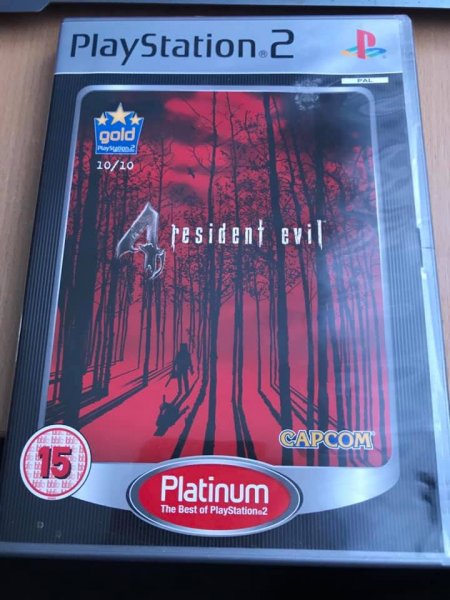 PlayStation®2
PAL
gold
PlayStation®2
10/10
4 resident evil
CAPCOM
15
Platinum
The Best of PlayStation®2